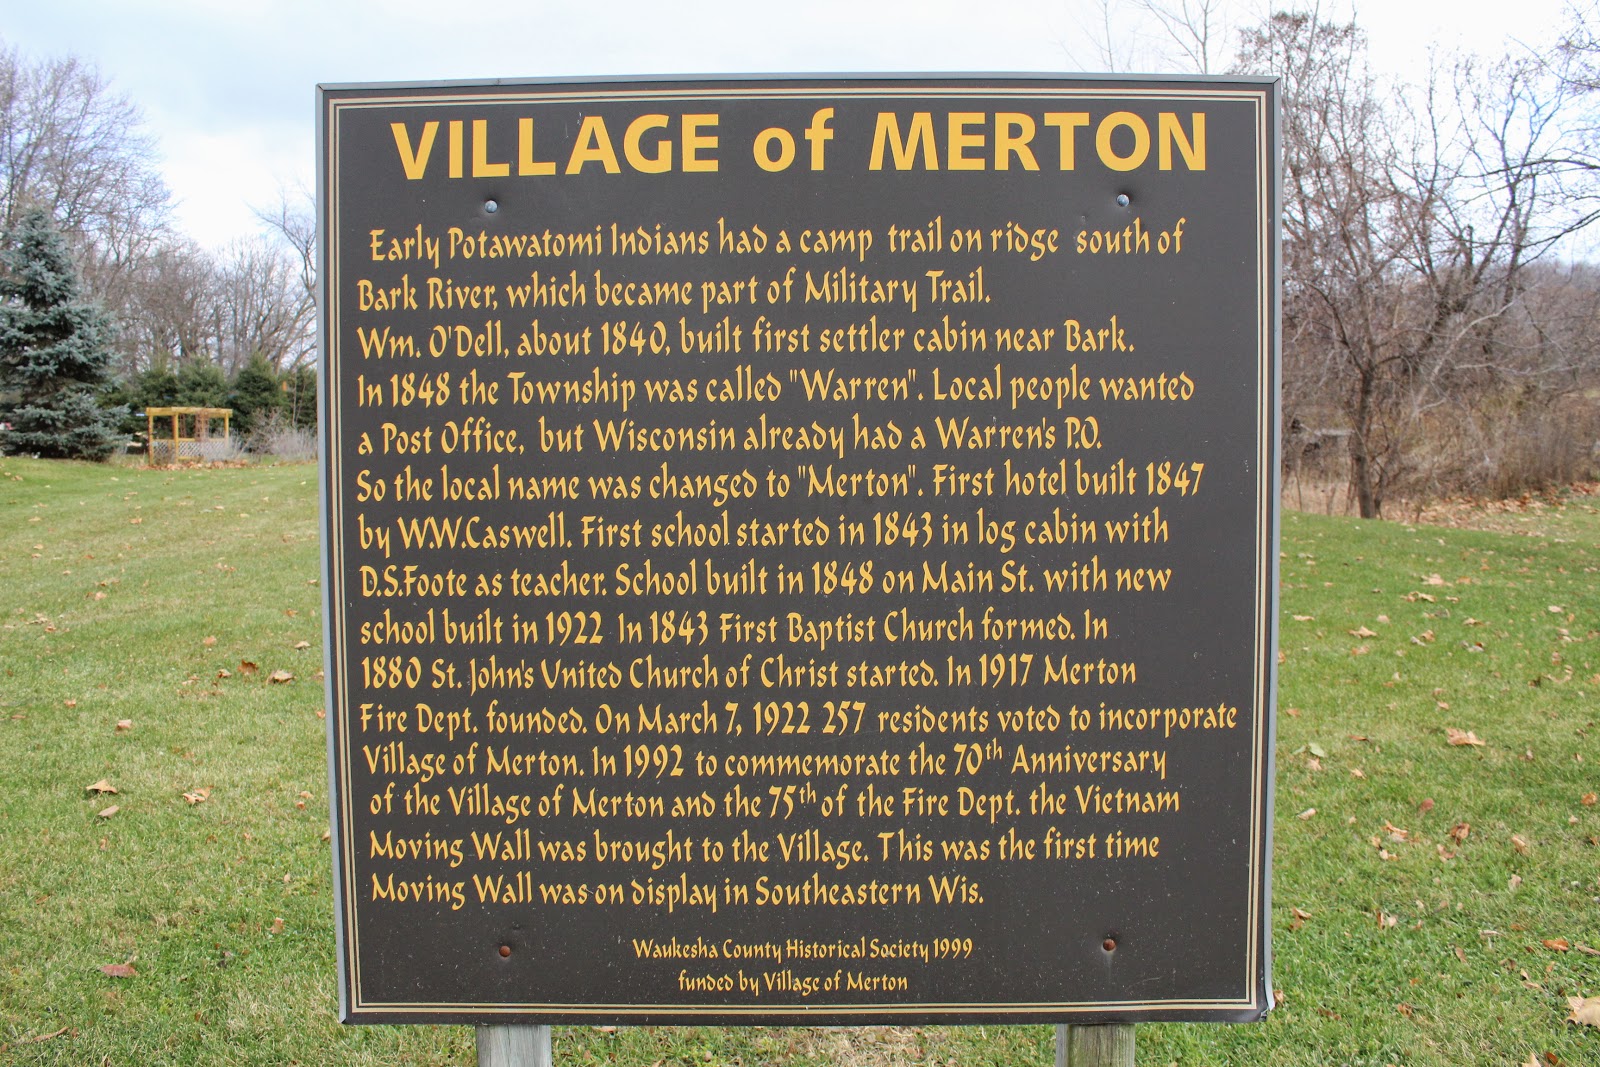 VILLAGE of MERTON
Early Potawatomi Indians had a camp trail on ridge south of
Bark River, which became part of Military Trail.
Wm. O'Dell, about 1840, built first settler cabin near Bark.
In 1848 the Township was called "Warren". Local people wanted
a Post Office, but Wisconsin already had a Warren's P.O.
So the local name was changed to "Merton". First hotel built 1847
by W.W.Caswell. First school started in 1843 in log cabin with
D.S.Foote as teacher. School built in 1848 on Main St. with new
school built in 1922 In 1843 First Baptist Church formed. In
1880 St. John's United Church of Christ started. In 1917 Merton
Fire Dept. founded. On March 7, 1922 257 residents voted to incorporate
Village of Merton. In 1992 to commemorate the 70th Anniversary
of the Village of Merton and the 75th of the Fire Dept. the Vietnam
Moving Wall was brought to the Village. This was the first time
Moving Wall was on display in Southeastern Wis.
Waukesha County Historical Society 1999
funded by Village of Merton